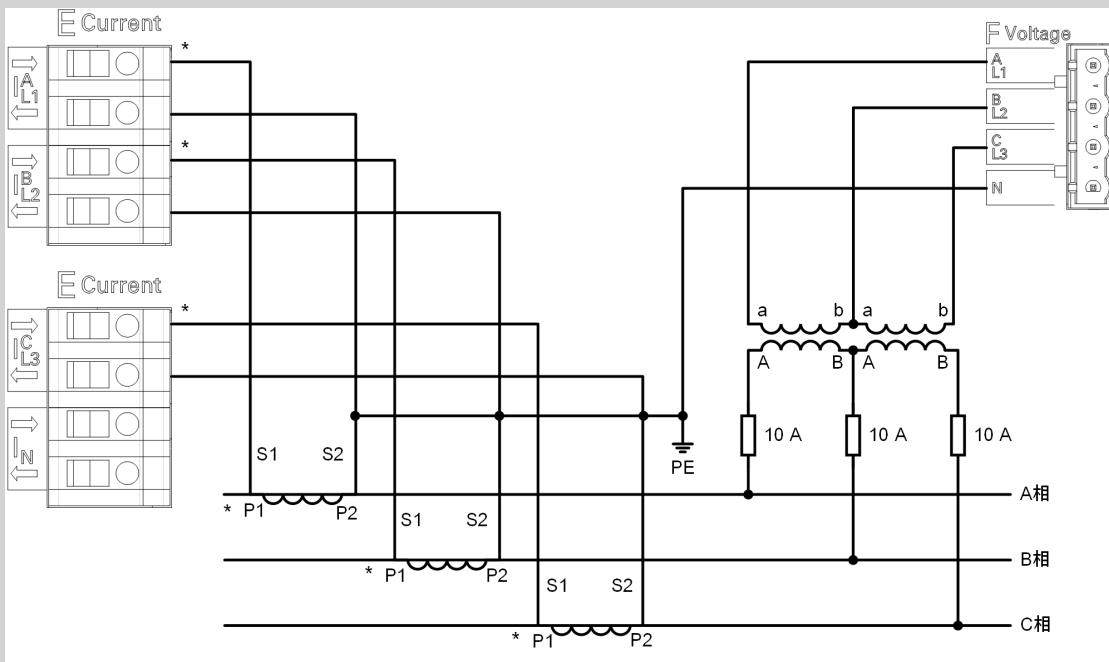 E Current
*
I A L1
*
I B L2
E Current
*
I C L3
I N
F Voltage
A L1
B L2
C L3
N
a b a b
A B A B
10 A 10 A 10 A
PE
S1 S2
* P1 P2
A相
S1 S2
* P1 P2
B相
S1 S2
* P1 P2
C相